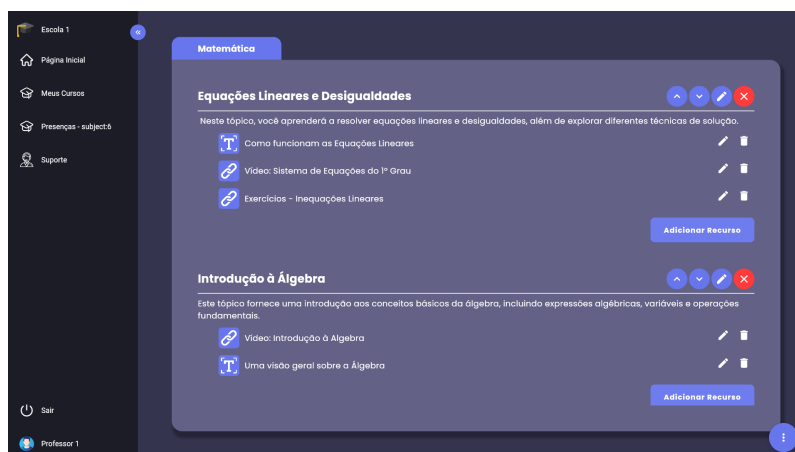 Escola 1
«
Página Inicial
Meus Cursos
Presenças - subject:6
Suporte
Sair
Professor 1
Matemática
Equações Lineares e Desigualdades
Neste tópico, você aprenderá a resolver equações lineares e desigualdades, além de explorar diferentes técnicas de solução.
T
Como funcionam as Equações Lineares
Vídeo: Sistema de Equações do 1º Grau
Exercícios - Inequações Lineares
Adicionar Recurso
Introdução à Álgebra
Este tópico fornece uma introdução aos conceitos básicos da álgebra, incluindo expressões algébricas, variáveis e operações
fundamentais.
Vídeo: Introdução à Algebra
T
Uma visão geral sobre a Álgebra
Adicionar Recurso